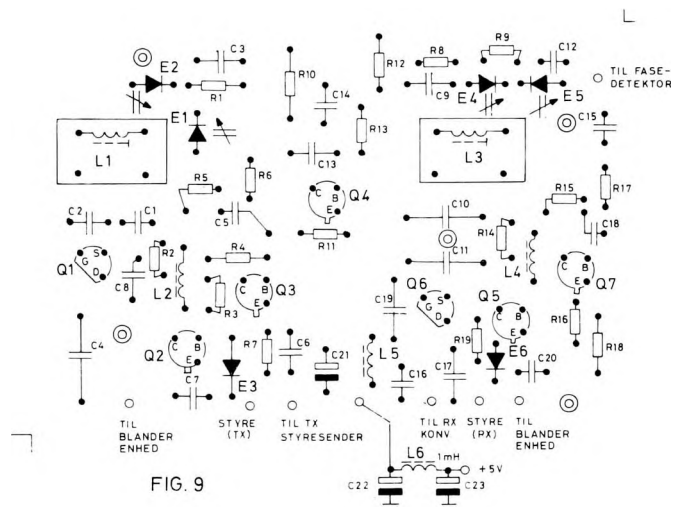 C3
R9
R12
R8
C12
E2
R10
C14
C9
E4
E5
TIL FASE-
DETEKTOR
R1
E1
R13
C15
L1
L3
C13
R5
R6
R15
R17
C Q4
B
E
C2
C1
C5
C10
C18
R11
R14
C11
Q1
G S
D
C8
R2
L2
R4
R3
C B
E
Q3
C19
Q6
G S
D
L4
C B
E
Q7
Q5
C4
Q2
C B
E
R7
C6
C21
L5
R19
C B
E
E6
R16
R18
C7
E3
C16
C17
C20
TIL
BLANDER
ENHED
STYRE
(TX)
TIL TX
STYRESENDER
TIL RX
KONV
STYRE
(PX)
TIL
BLANDER
ENHED
L6
1mH
+5V
C22
C23
FIG. 9